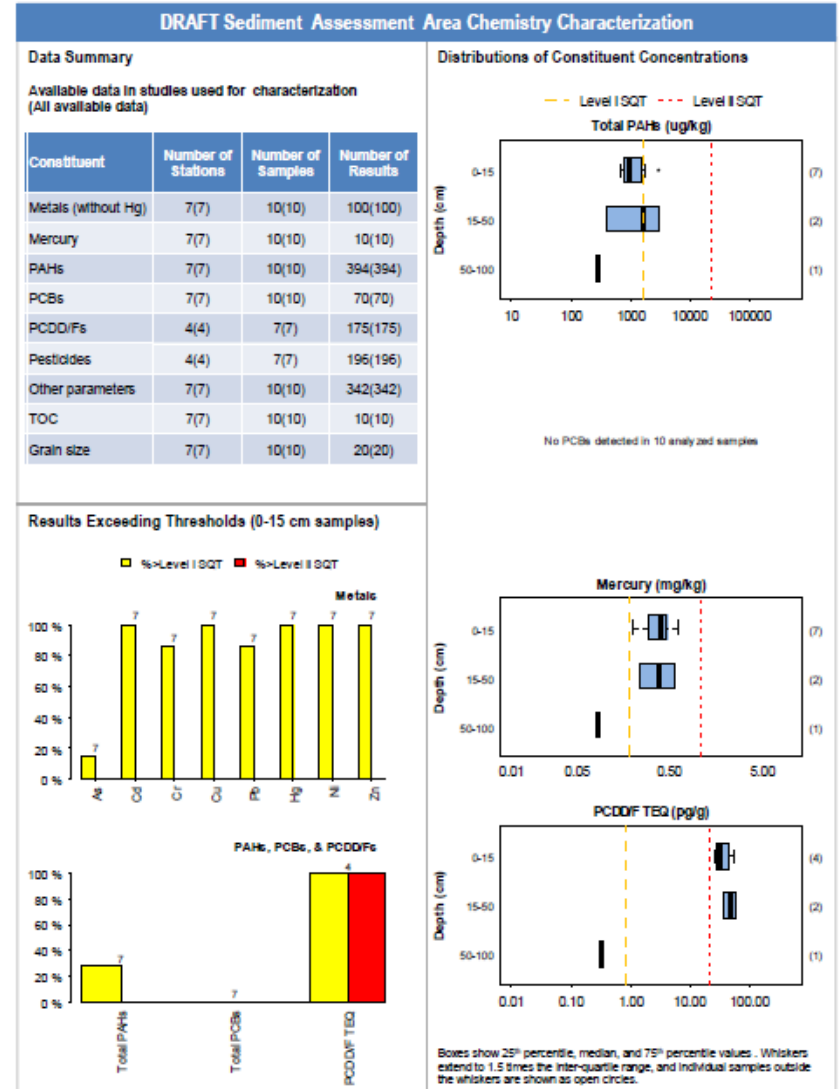 DRAFT Sediment Assessment Area Chemistry Characterization
Data Summary
Available data in studies used for characterization
(All available data)
Constituent Number of Stations Number of Samples Number of Results
Metals (without Hg) 7(7) 10(10) 100(100)
Mercury 7(7) 10(10) 10(10)
PAHs 7(7) 10(10) 394(394)
PCBs 7(7) 10(10) 70(70)
PCDD/Fs 4(4) 7(7) 175(175)
Pesticides 4(4) 7(7) 196(196)
Other parameters 7(7) 10(10) 342(342)
TOC 7(7) 10(10) 10(10)
Grain size 7(7) 10(10) 20(20)
Results Exceeding Thresholds (0-15 cm samples)
%>Level I SQT %>Level II SQT
Metals
7 7 7 7 7 7 7 7
100 %
80 %
60 %
40 %
20 %
0 %
As Cd Cr Cu Pb Hg Ni Zn
PAHs, PCBs, & PCDD/Fs
7 7 4
100 %
80 %
60 %
40 %
20 %
0 %
Total PAHs Total PCBs PCDD/F TEQ
Distributions of Constituent Concentrations
Level I SQT Level II SQT
Total PAHs (ug/kg)
Depth (cm)
0-15 (7)
15-50 (2)
50-100 (1)
10 100 1000 10000 100000
No PCBs detected in 10 analyzed samples
Mercury (mg/kg)
Depth (cm)
0-15 (7)
15-50 (2)
50-100 (1)
0.01 0.05 0.50 5.00
PCDD/F TEQ (pg/g)
Depth (cm)
0-15 (4)
15-50 (2)
50-100 (1)
0.01 0.10 1.00 10.00 100.00
Boxes show 25th percentile, median, and 75th percentile values . Whiskers
extend to 1.5 times the inter-quartile range, and individual samples outside
the whiskers are shown as open circles.